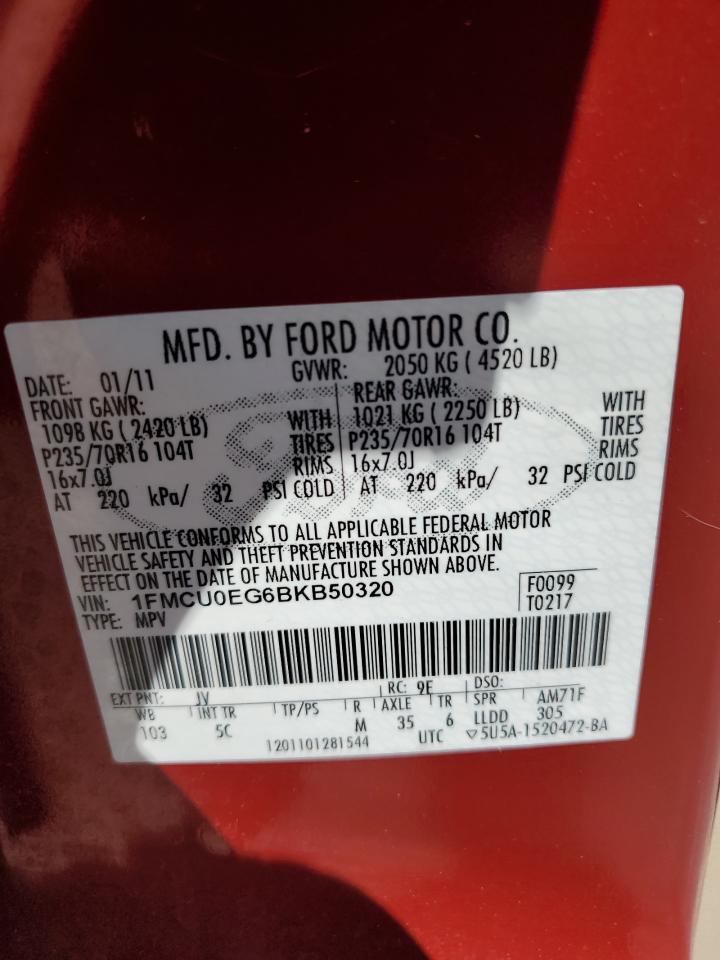 MFD. BY FORD MOTOR CO.
DATE: 01/11 GVWR: 2050 KG ( 4520 LB)
FRONT GAWR: REAR GAWR:
1098 KG ( 2420 LB) WITH 1021 KG ( 2250 LB) WITH
P235/70R16 104T TIRES P235/70R16 104T TIRES
16x7.0J RIMS 16x7.0J RIMS
AT 220 kPa/ 32 PSI COLD AT 220 kPa/ 32 PSI COLD
THIS VEHICLE CONFORMS TO ALL APPLICABLE FEDERAL MOTOR
VEHICLE SAFETY AND THEFT PREVENTION STANDARDS IN
EFFECT ON THE DATE OF MANUFACTURE SHOWN ABOVE.
VIN: 1FMCU0EG6BKB50320 F0099
TYPE: MPV T0217
EXT PNT: JV RC: 9E DSO:
WB INT TR TP/PS R AXLE TR SPR AM71F
103 5C M 35 6 LLDD 305
1201101281544 UTC ▽5U5A-1520472-BA